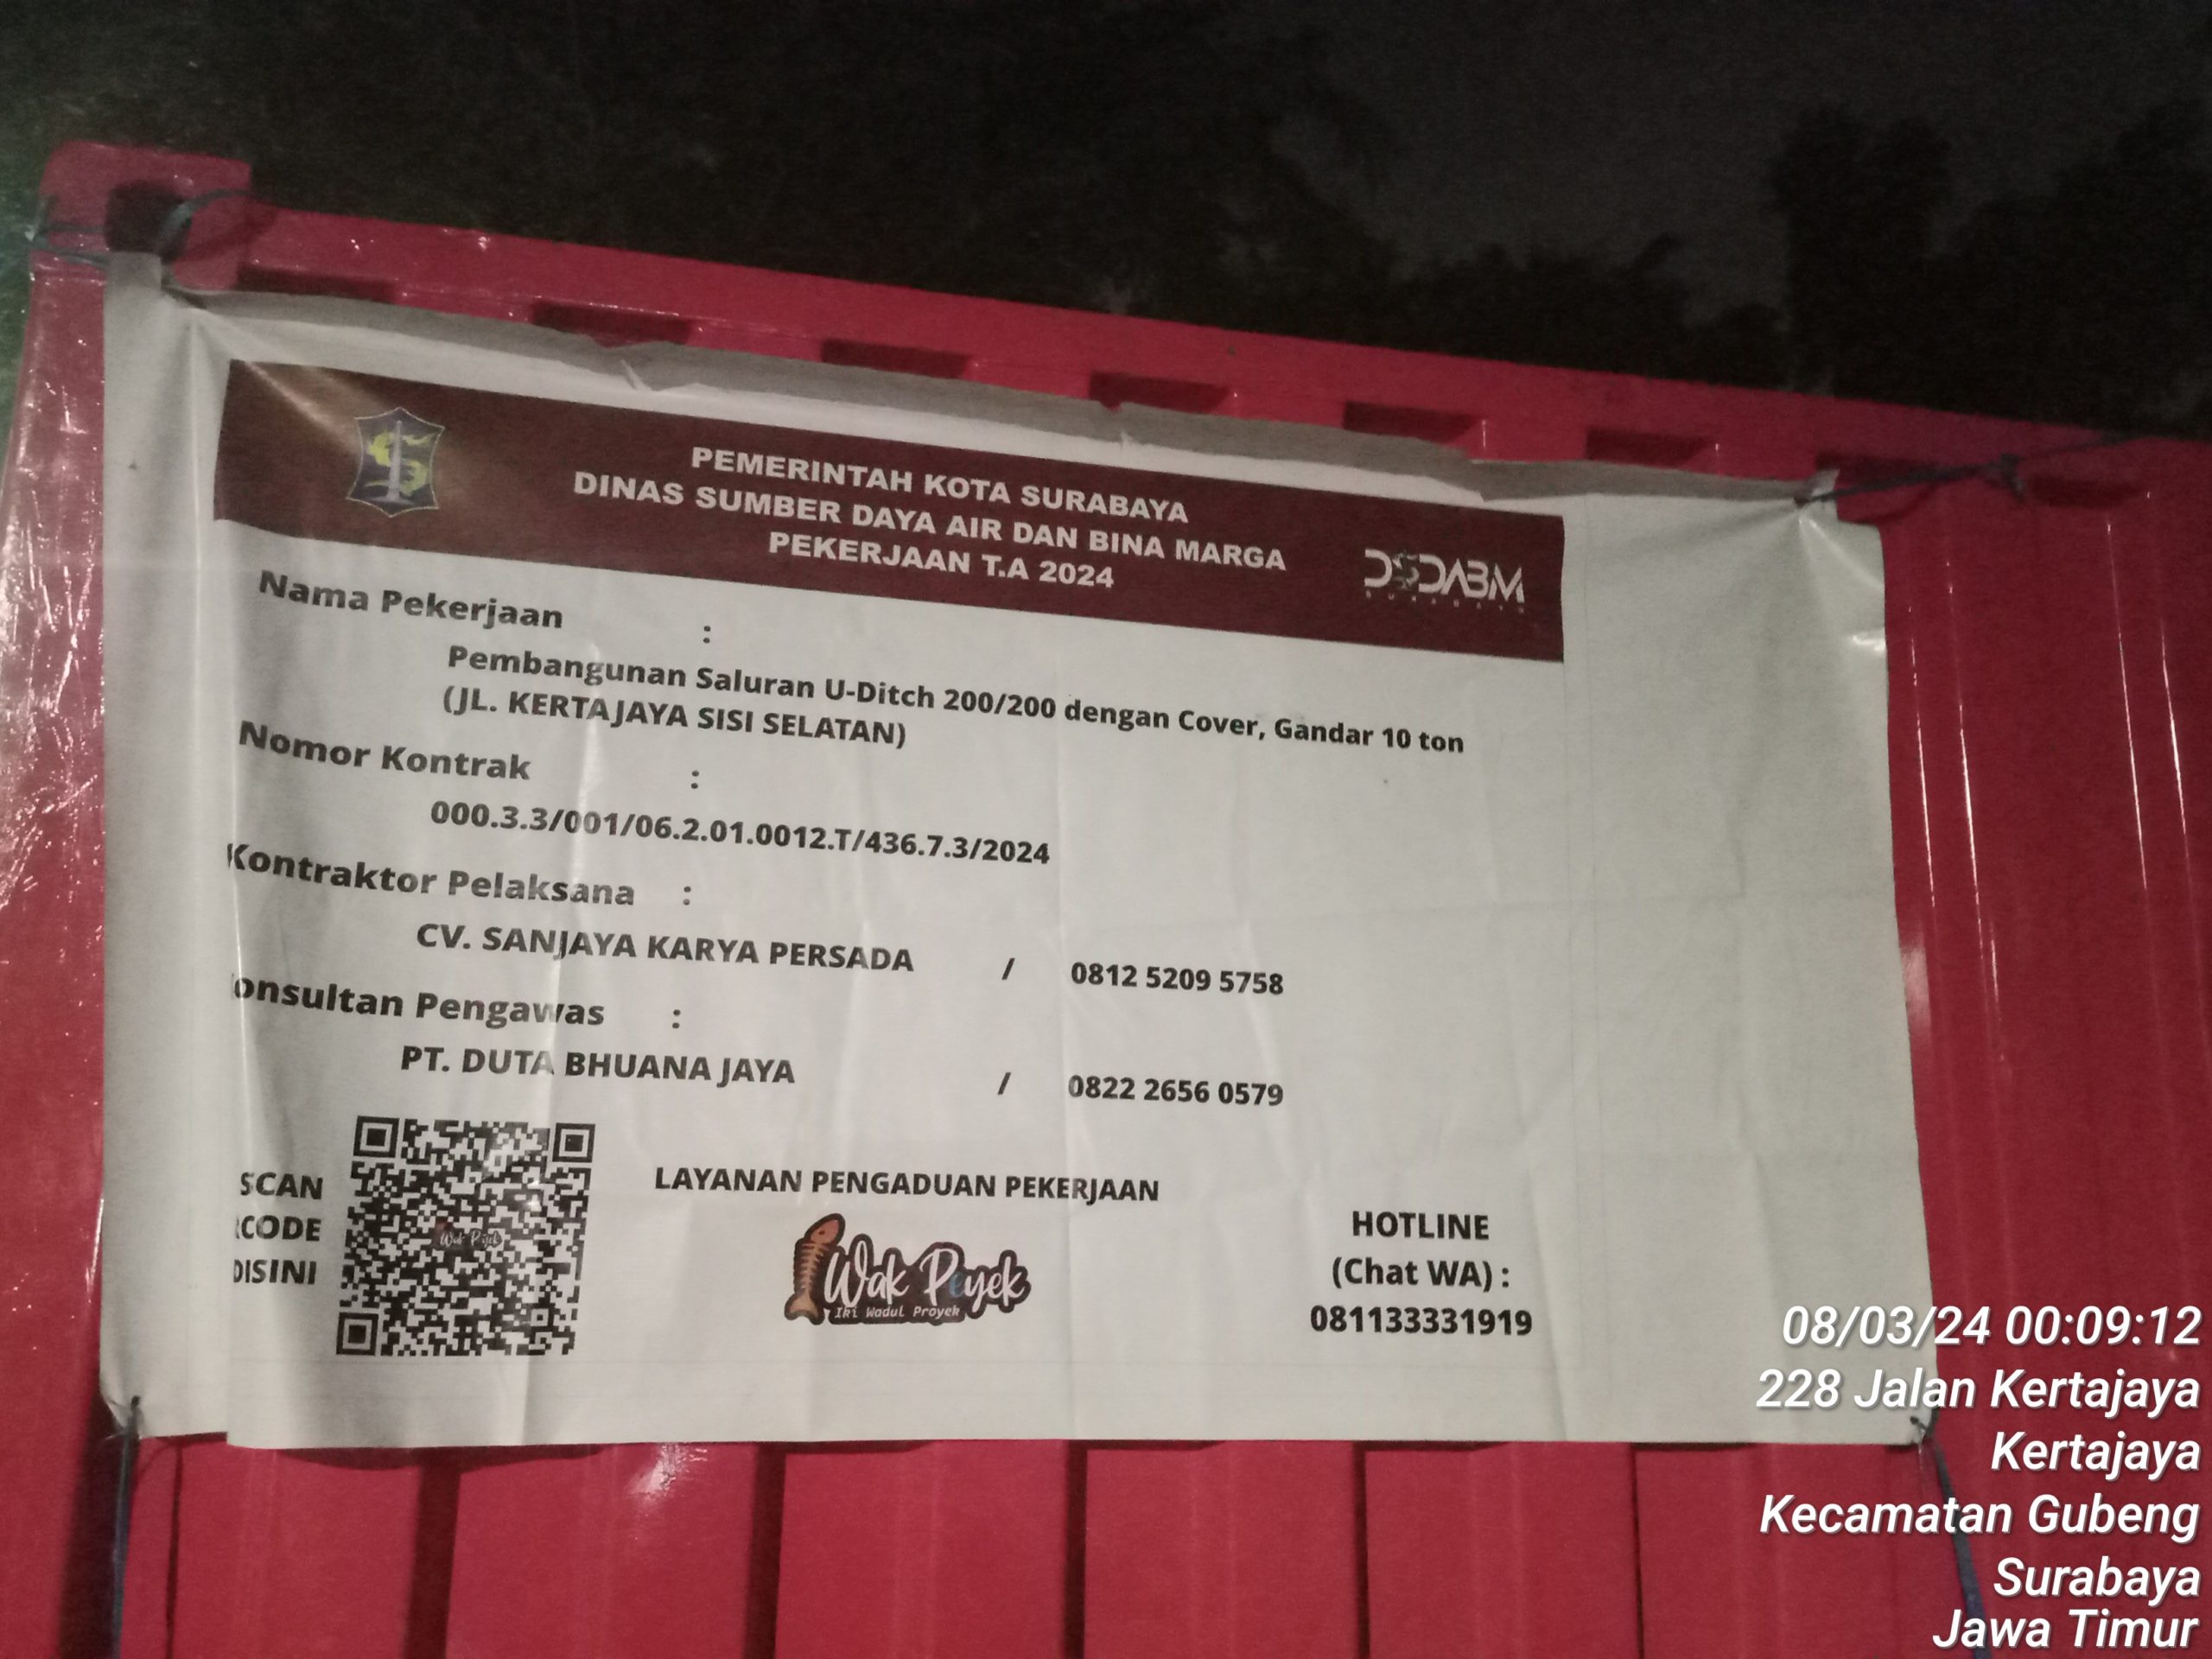 PEMERINTAH KOTA SURABAYA
DINAS SUMBER DAYA AIR DAN BINA MARGA
PEKERJAAN T.A 2024
DSDABM
SURABAYA
Nama Pekerjaan :
Pembangunan Saluran U-Ditch 200/200 dengan Cover, Gandar 10 ton
(JL. KERTAJAYA SISI SELATAN)
Nomor Kontrak :
000.3.3/001/06.2.01.0012.T/436.7.3/2024
Kontraktor Pelaksana :
CV. SANJAYA KARYA PERSADA / 0812 5209 5758
onsultan Pengawas :
PT. DUTA BHUANA JAYA / 0822 2656 0579
SCAN
CODE
DISINI
Wak Peyek
LAYANAN PENGADUAN PEKERJAAN
Wak Peyek
Iki Wadul Proyek
HOTLINE
(Chat WA) :
081133331919
08/03/24 00:09:12
228 Jalan Kertajaya
Kertajaya
Kecamatan Gubeng
Surabaya
Jawa Timur